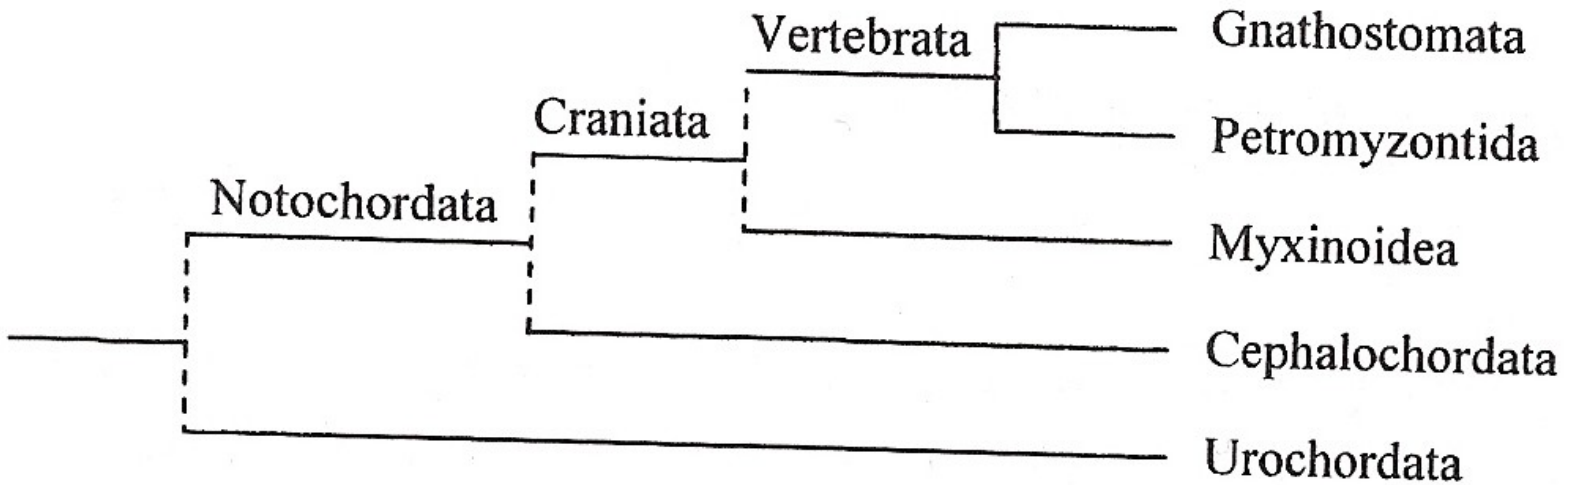 Vertebrata
Gnathostomata
Craniata
Petromyzontida
Notochordata
Myxinoidea
Cephalochordata
Urochordata